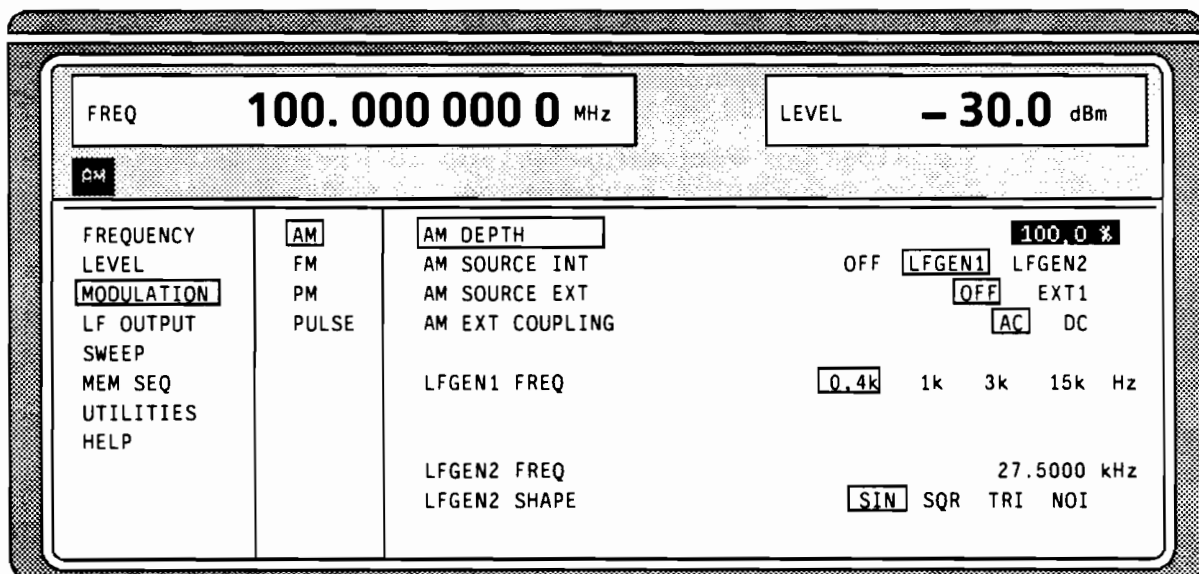 FREQ 100. 000 000 0 MHz LEVEL – 30.0 dBm
AM
FREQUENCY AM AM DEPTH 100,0 %
LEVEL FM AM SOURCE INT OFF LFGEN1 LFGEN2
MODULATION PM AM SOURCE EXT OFF EXT1
LF OUTPUT PULSE AM EXT COUPLING AC DC
SWEEP
MEM SEQ LFGEN1 FREQ 0.4k 1k 3k 15k Hz
UTILITIES
HELP
LFGEN2 FREQ 27.5000 kHz
LFGEN2 SHAPE SIN SQR TRI NOI